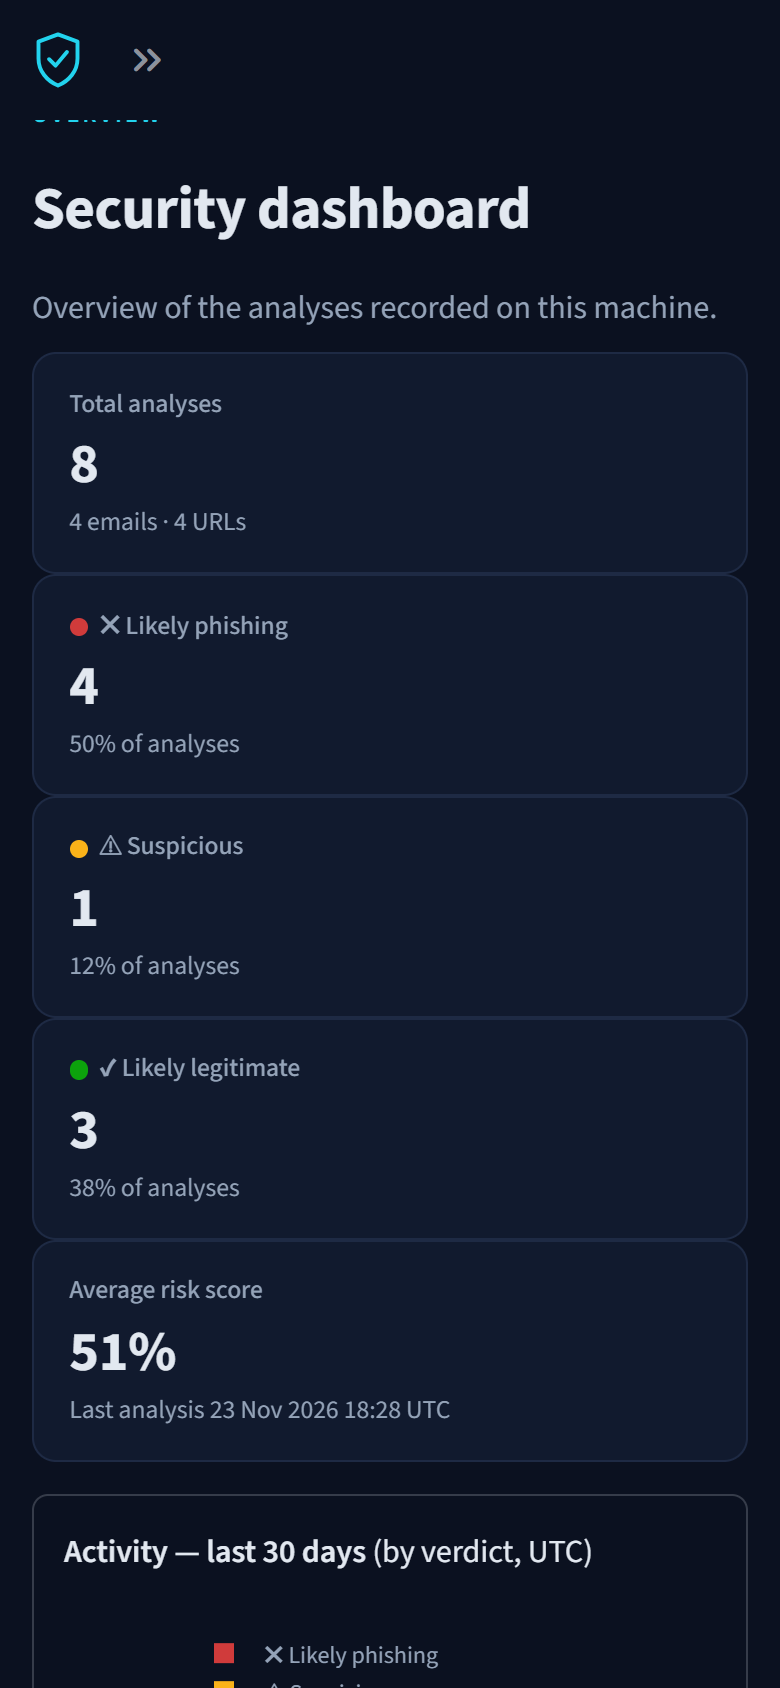 OVERVIEW
Security dashboard
Overview of the analyses recorded on this machine.
Total analyses
8
4 emails · 4 URLs
✕ Likely phishing
4
50% of analyses
⚠ Suspicious
1
12% of analyses
✓ Likely legitimate
3
38% of analyses
Average risk score
51%
Last analysis 23 Nov 2026 18:28 UTC
Activity — last 30 days (by verdict, UTC)
✕ Likely phishing